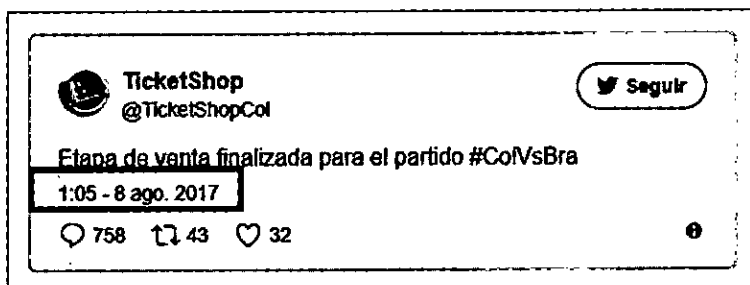 TicketShop
@TicketShopCol
Seguir
Etapa de venta finalizada para el partido #ColVsBra
1:05 - 8 ago. 2017
758 43 32